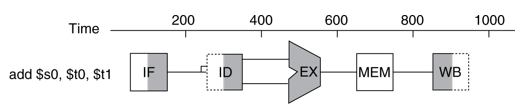 Time 200 400 600 800 1000
add $s0, $t0, $t1 IF ID EX MEM WB